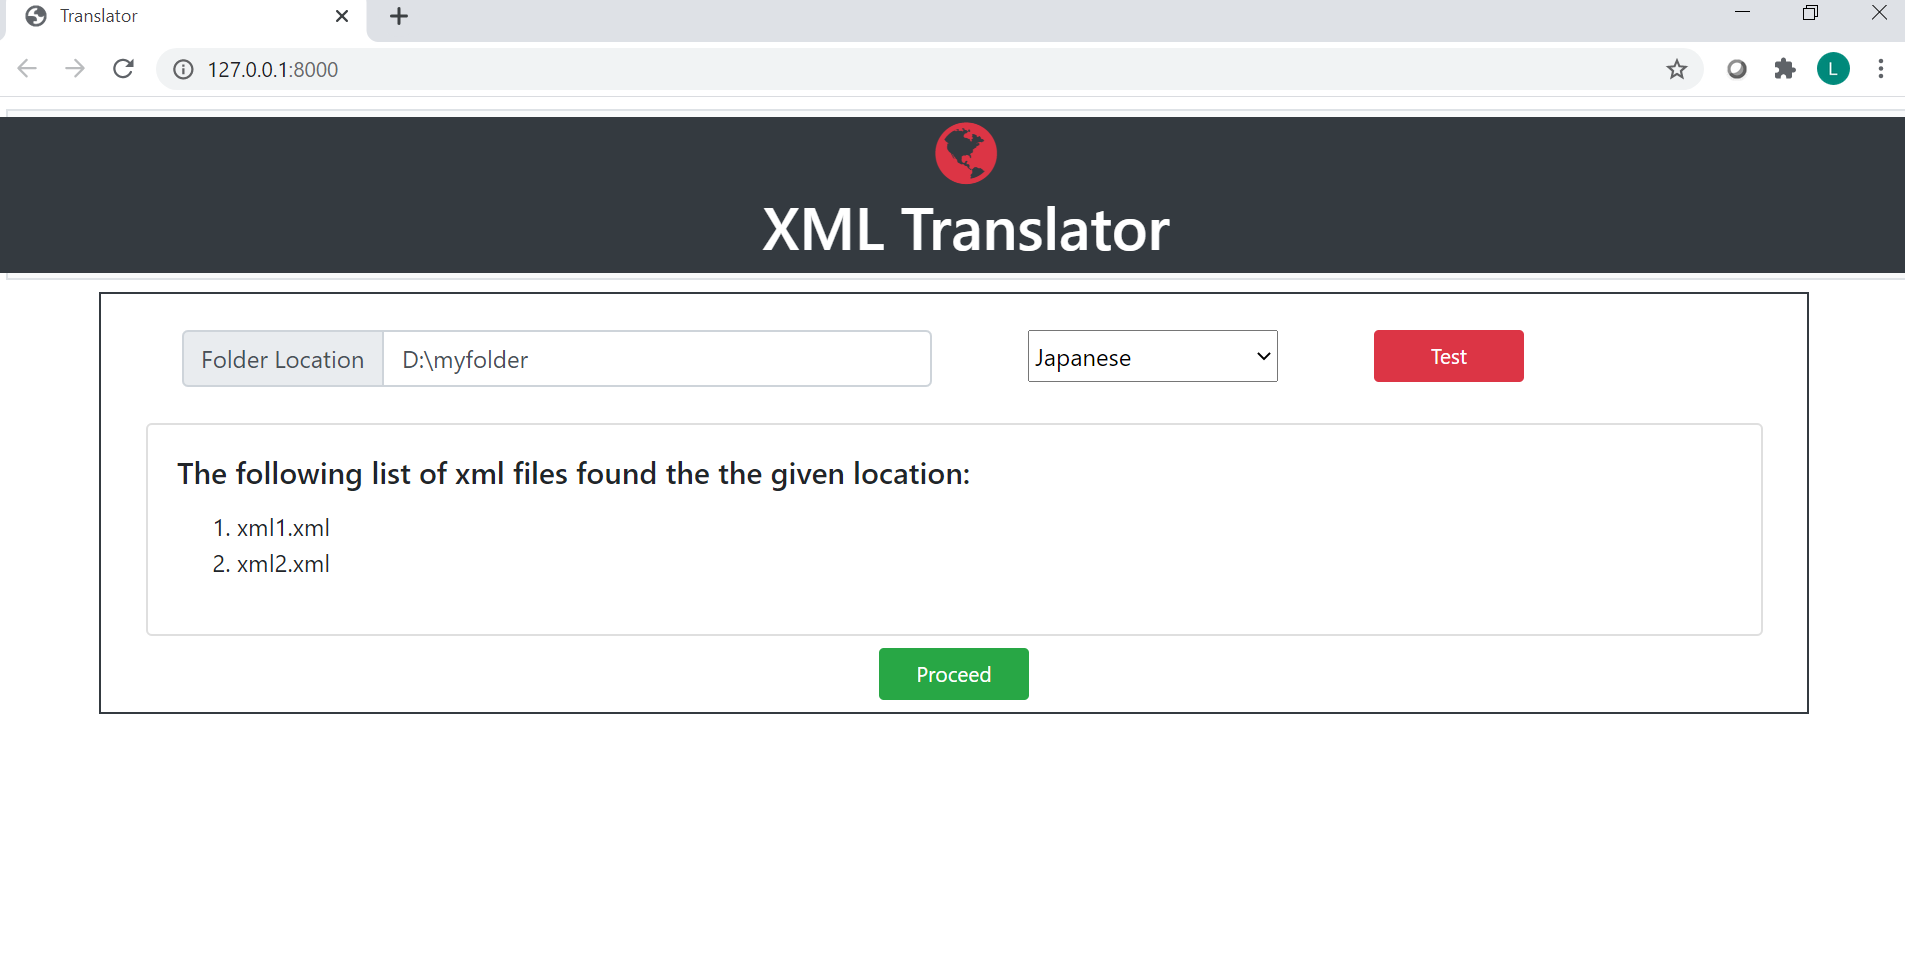 Translator
127.0.0.1:8000
L
XML Translator
Folder Location D:\myfolder Japanese Test
The following list of xml files found the the given location:
1. xml1.xml
2. xml2.xml
Proceed